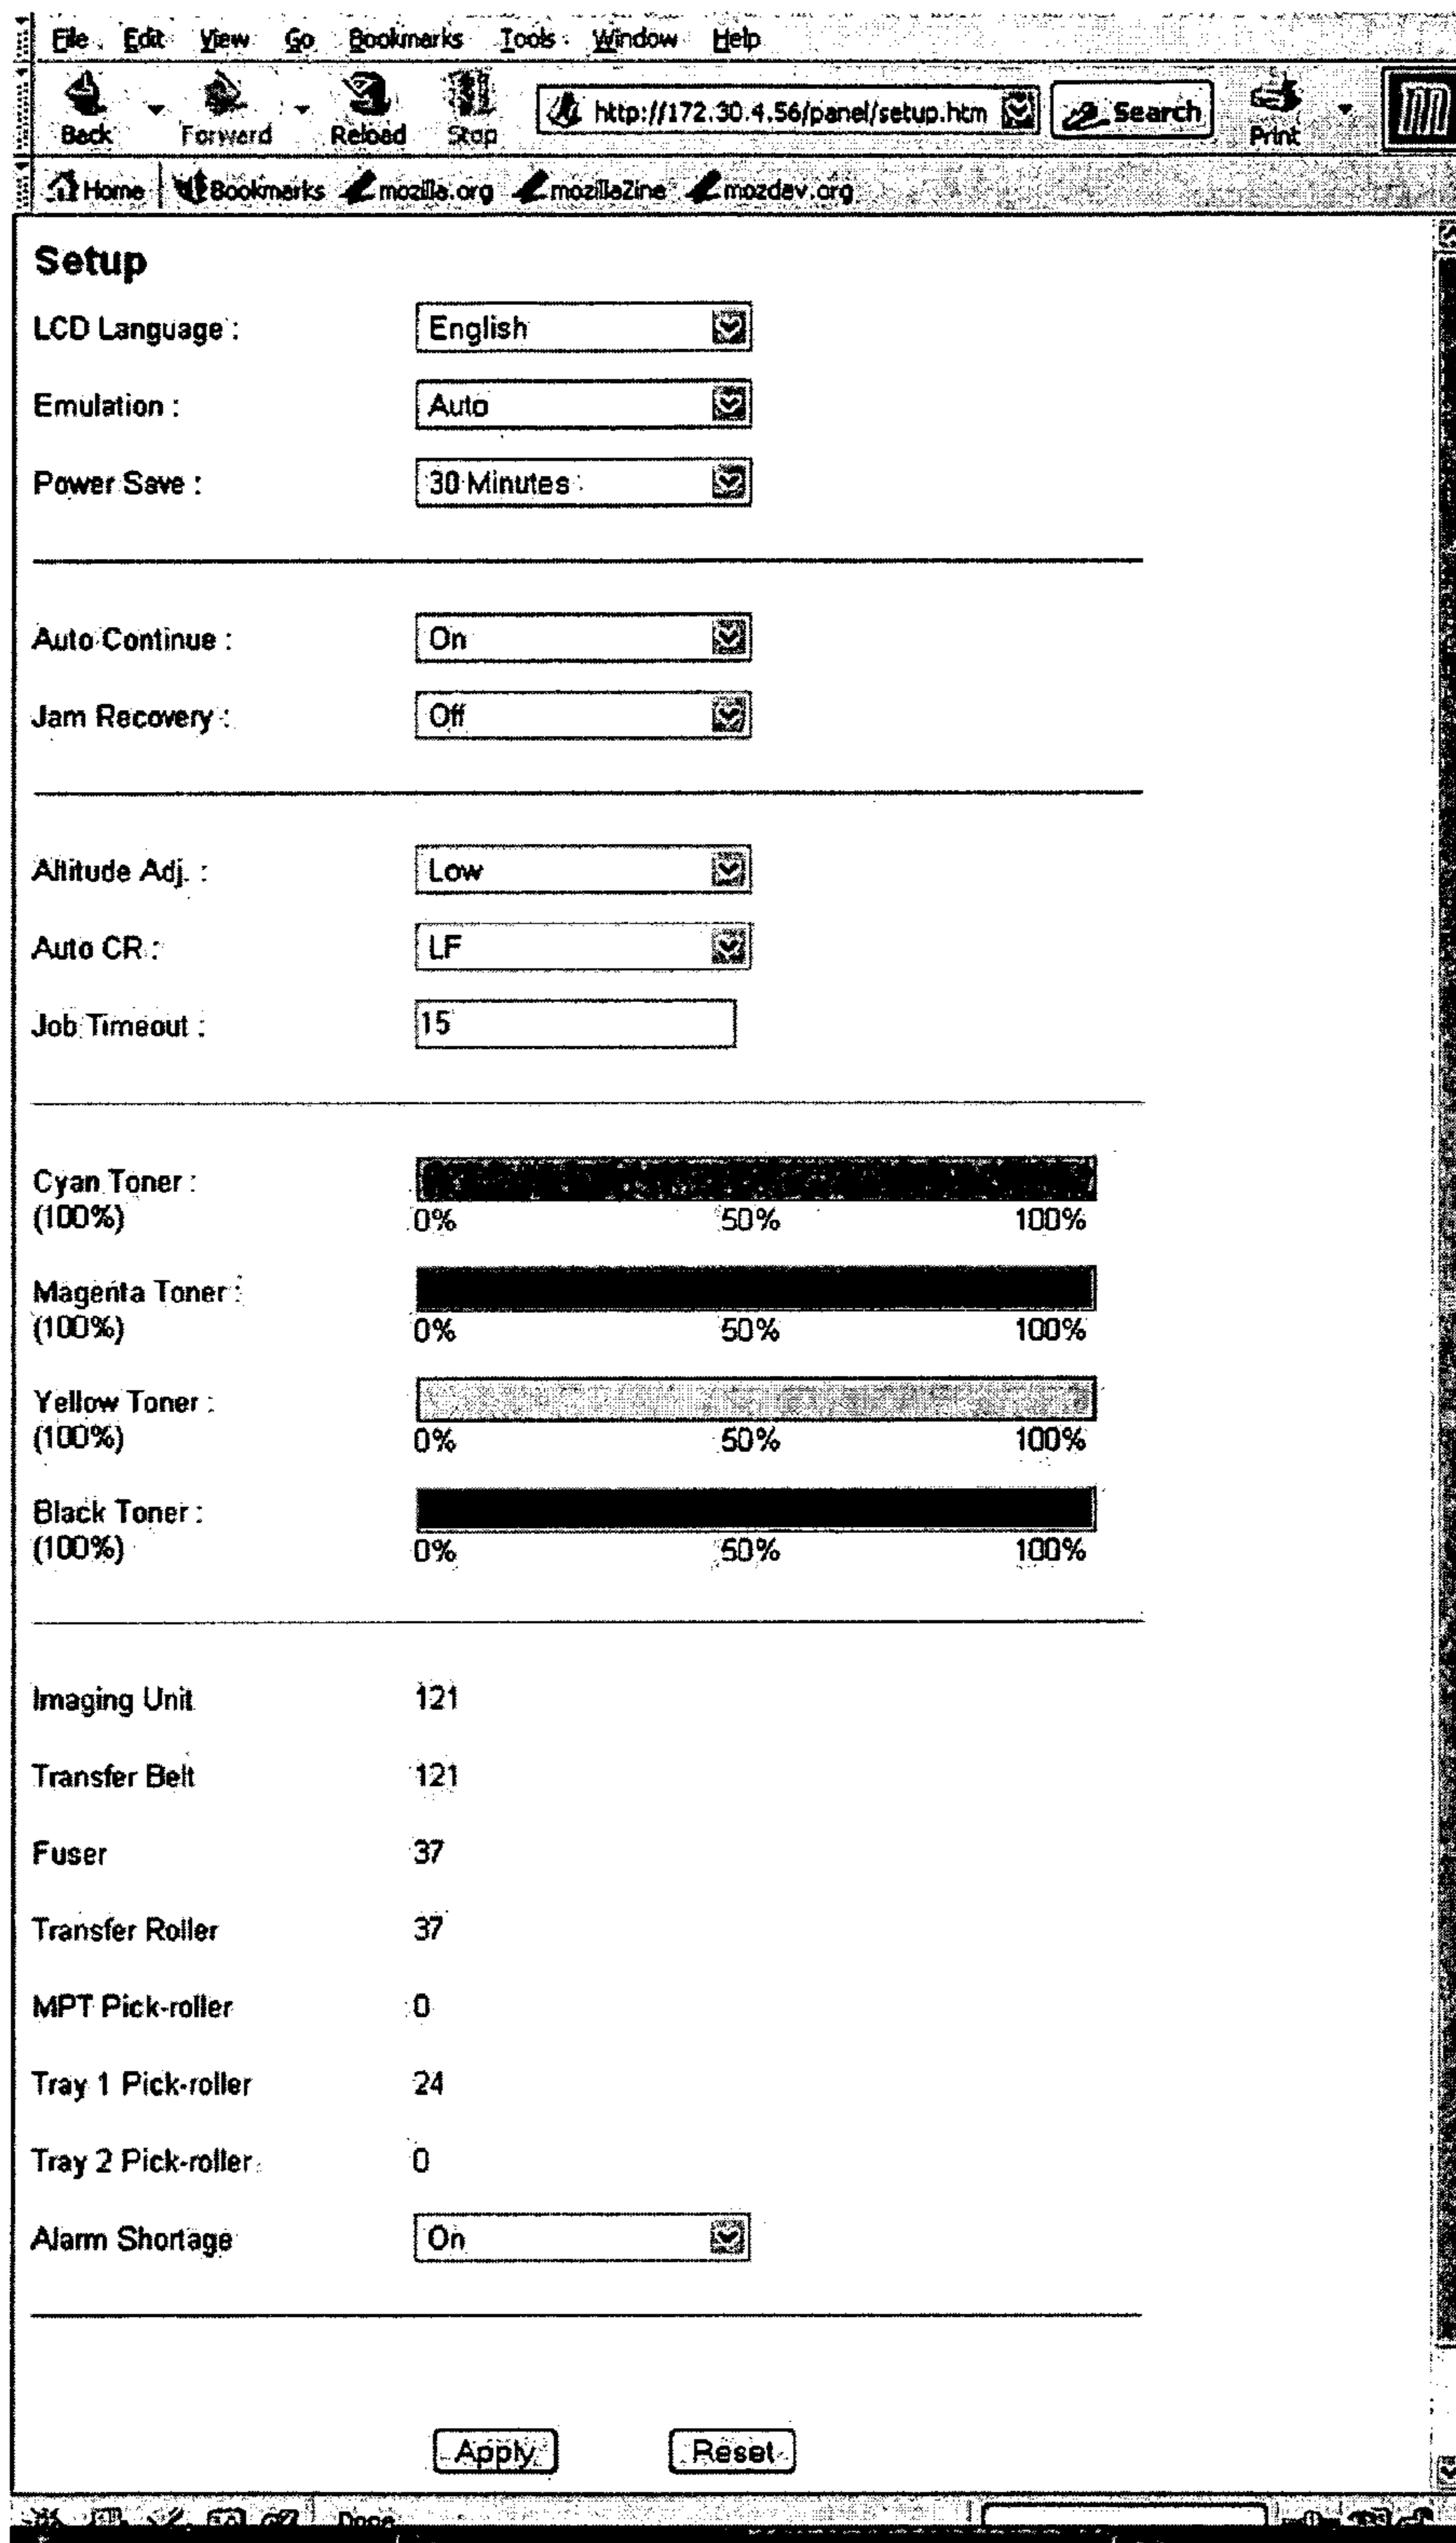 File Edit View Go Bookmarks Tools Window Help
Back Forward Reload Stop http://172.30.4.56/panel/setup.htm Search Print
Home Bookmarks mozilla.org mozillaZine mozdev.org
Setup
LCD Language : English
Emulation : Auto
Power Save : 30 Minutes
Auto Continue : On
Jam Recovery : Off
Altitude Adj. : Low
Auto CR : LF
Job Timeout : 15
Cyan Toner :
(100%) 0% 50% 100%
Magenta Toner :
(100%) 0% 50% 100%
Yellow Toner :
(100%) 0% 50% 100%
Black Toner :
(100%) 0% 50% 100%
Imaging Unit 121
Transfer Belt 121
Fuser 37
Transfer Roller 37
MPT Pick-roller 0
Tray 1 Pick-roller 24
Tray 2 Pick-roller 0
Alarm Shortage On
Apply Reset
Done